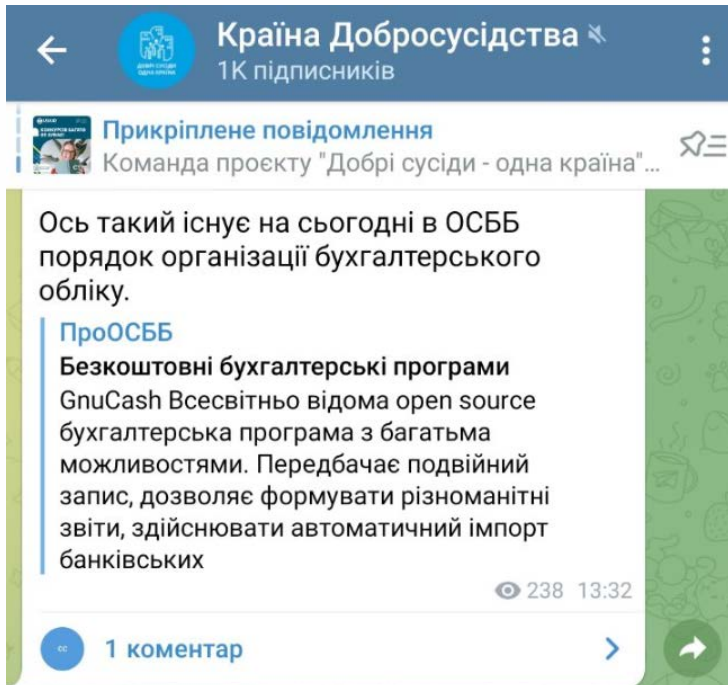 Країна Добросусідства
1K підписників
Прикріплене повідомлення
Команда проєкту "Добрі сусіди - одна країна"...
Ось такий існує на сьогодні в ОСББ
порядок організації бухгалтерського
обліку.
ПроОСББ
Безкоштовні бухгалтерські програми
GnuCash Всесвітньо відома open source
бухгалтерська програма з багатьма
можливостями. Передбачає подвійний
запис, дозволяє формувати різноманітні
звіти, здійснювати автоматичний імпорт
банківських
238 13:32
СС
1 коментар